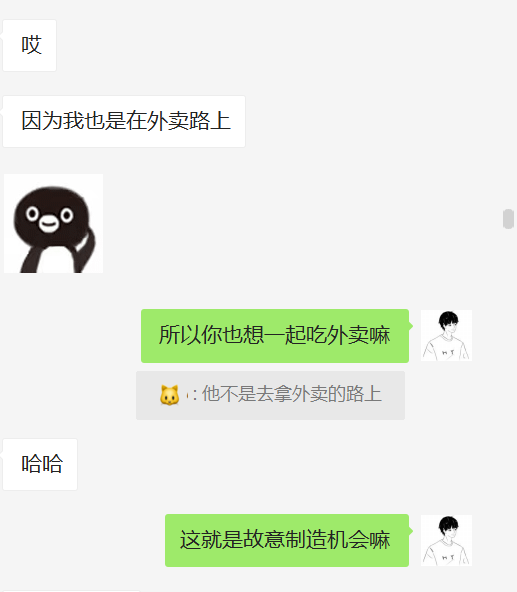 哎
因为我也是在外卖路上
所以你也想一起吃外卖嘛
🐱 : 他不是去拿外卖的路上
哈哈
这就是故意制造机会嘛